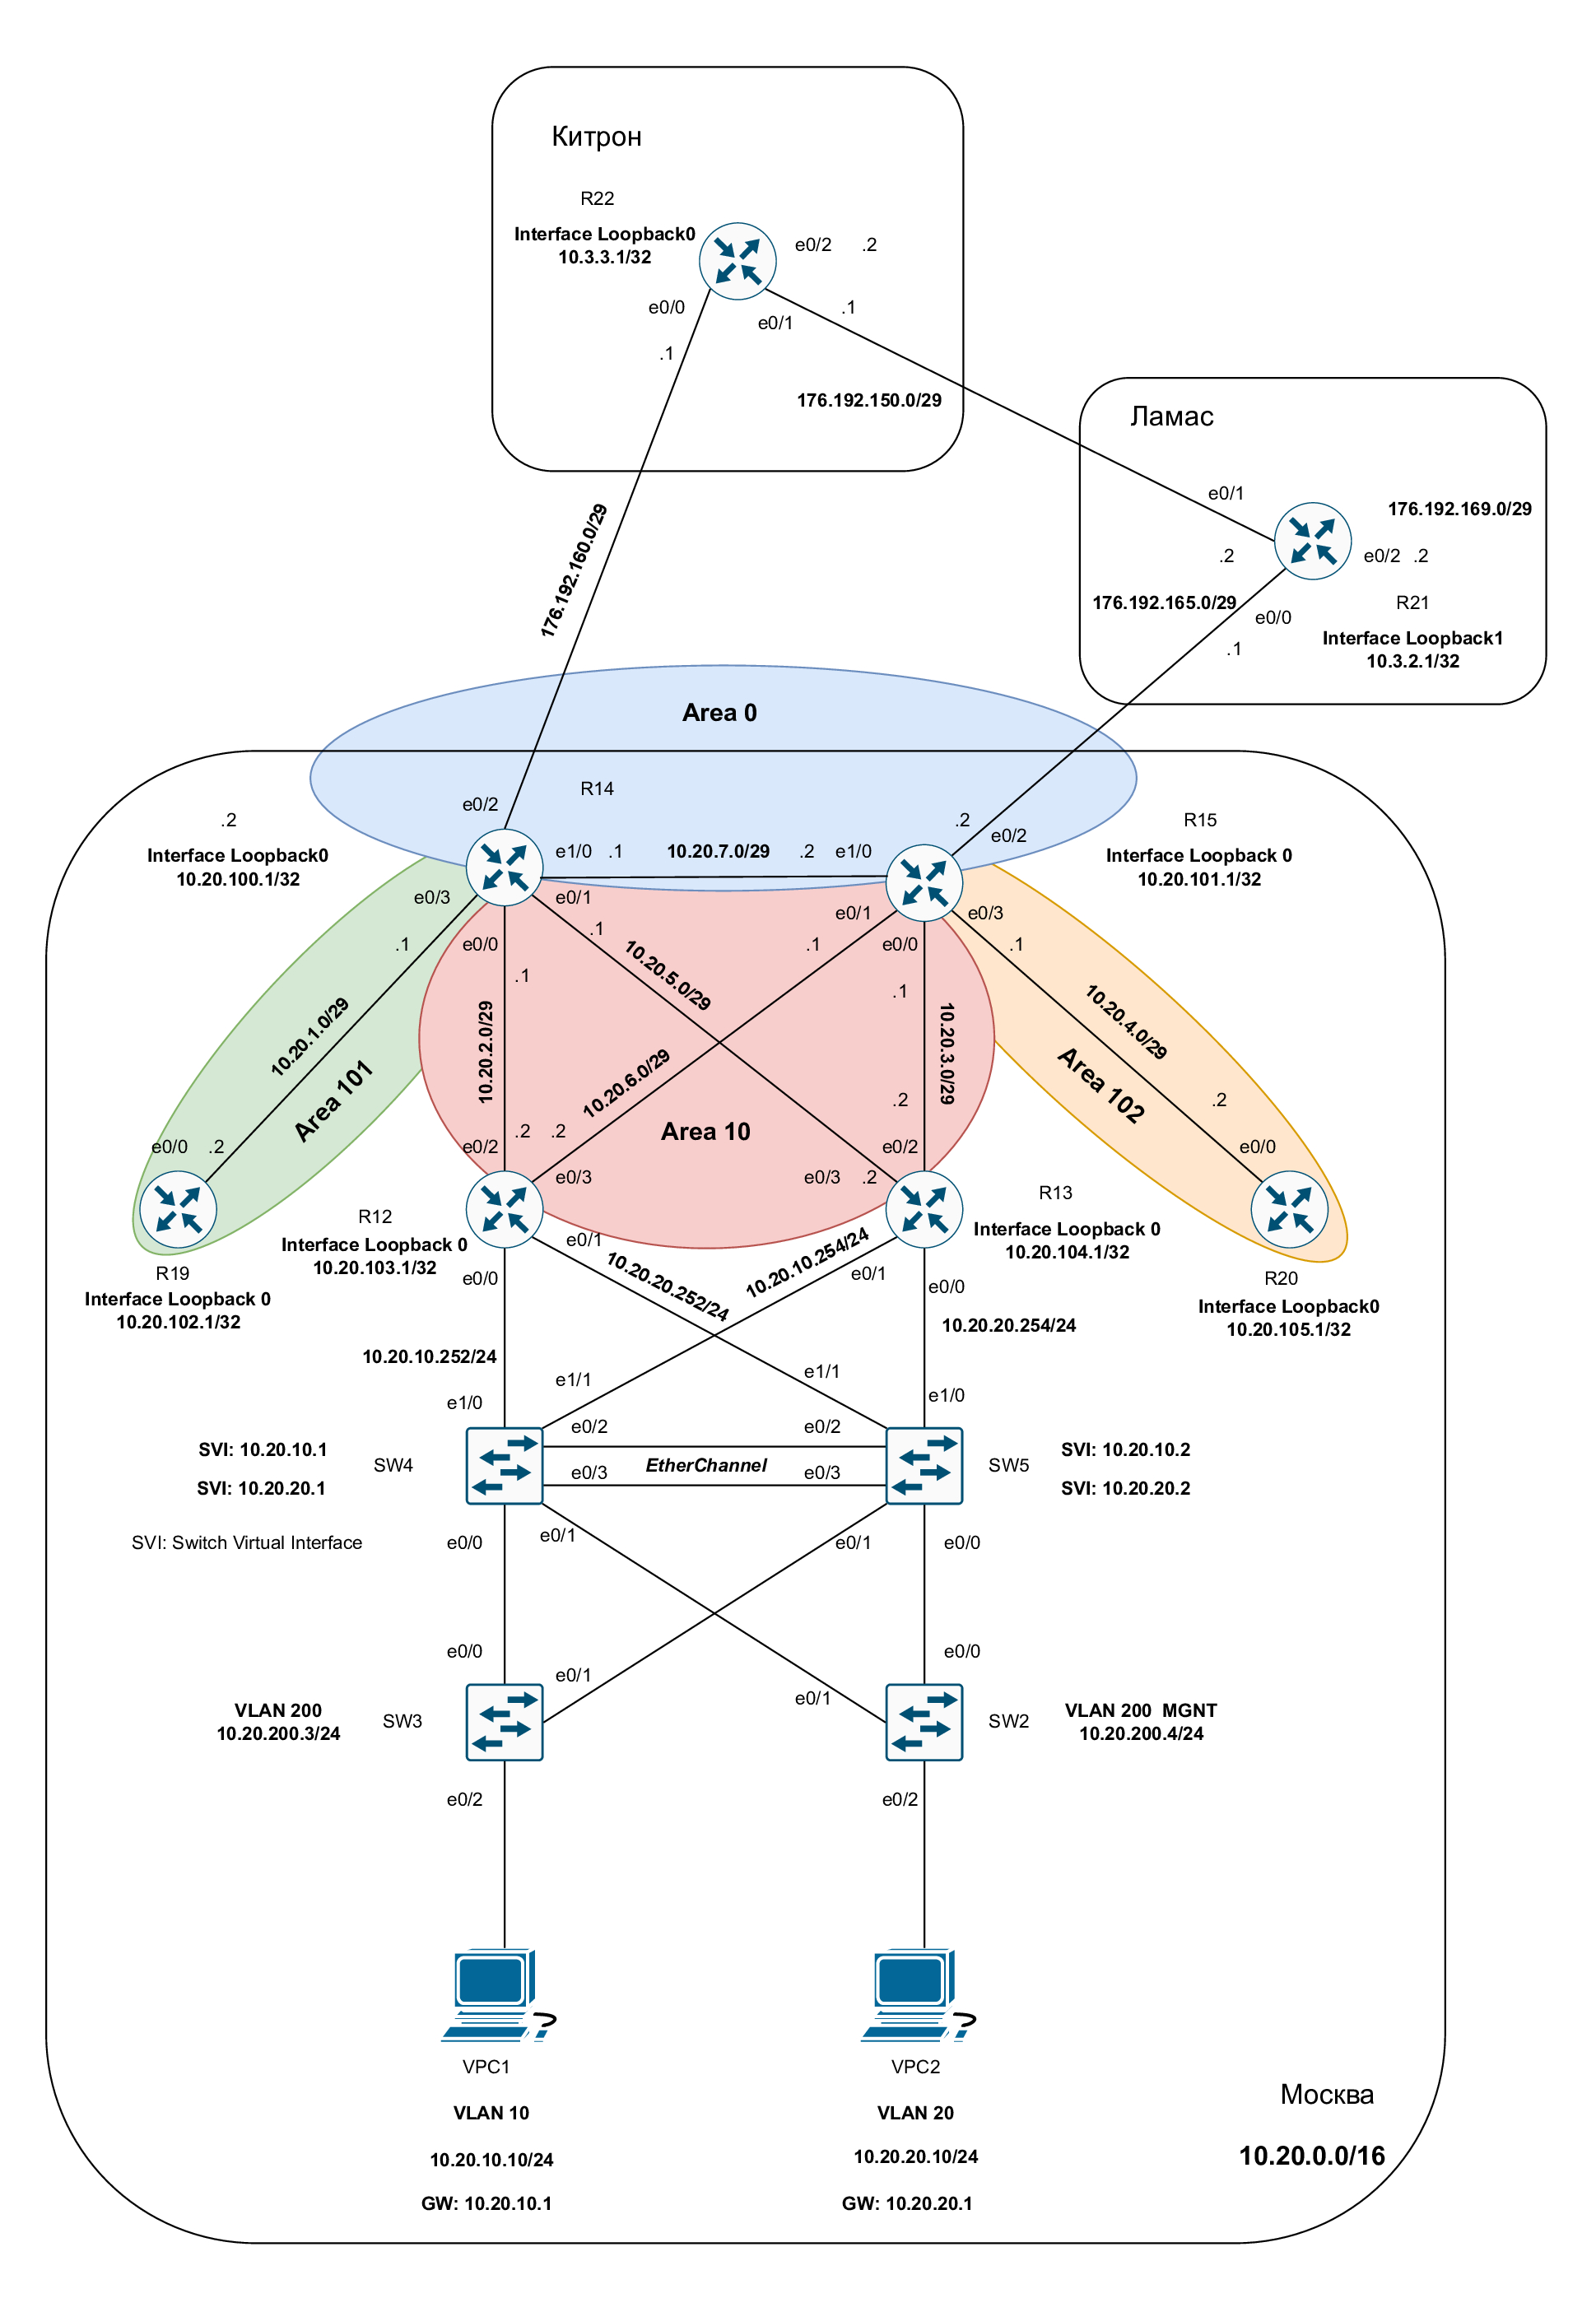 Китрон
R22
Interface Loopback0
10.3.3.1/32
e0/2
.2
e0/0
.1
e0/1
.1
176.192.150.0/29
Ламас
e0/1
176.192.169.0/29
.2
e0/2
.2
176.192.165.0/29
R21
e0/0
.1
Interface Loopback1
10.3.2.1/32
176.192.160.0/29
Area 0
R14
e0/2
.2
Interface Loopback0
10.20.100.1/32
R15
.2
e0/2
Interface Loopback 0
10.20.101.1/32
e1/0
.1
10.20.7.0/29
.2
e1/0
e0/3
e0/1
e0/1
e0/3
.1
e0/0
.1
.1
e0/0
.1
.1
.1
10.20.5.0/29
10.20.1.0/29
10.20.2.0/29
10.20.6.0/29
10.20.3.0/29
10.20.4.0/29
Area 101
Area 10
Area 102
.2
.2
e0/0
.2
e0/2
.2
.2
e0/2
e0/0
e0/3
e0/3
.2
R12
Interface Loopback 0
10.20.103.1/32
R13
Interface Loopback 0
10.20.104.1/32
R19
Interface Loopback 0
10.20.102.1/32
R20
Interface Loopback0
10.20.105.1/32
e0/0
e0/1
10.20.20.252/24
10.20.10.254/24
e0/1
e0/0
10.20.20.254/24
10.20.10.252/24
e1/0
e1/1
e1/1
e1/0
e0/2
e0/2
SVI: 10.20.10.1
SW4
EtherChannel
SW5
SVI: 10.20.10.2
e0/3
e0/3
SVI: 10.20.20.1
SVI: 10.20.20.2
SVI: Switch Virtual Interface
e0/0
e0/1
e0/1
e0/0
e0/0
e0/1
e0/0
e0/1
VLAN 200
10.20.200.3/24
SW3
SW2
VLAN 200 MGNT
10.20.200.4/24
e0/2
e0/2
VPC1
VPC2
VLAN 10
VLAN 20
10.20.10.10/24
10.20.20.10/24
GW: 10.20.10.1
GW: 10.20.20.1
Москва
10.20.0.0/16